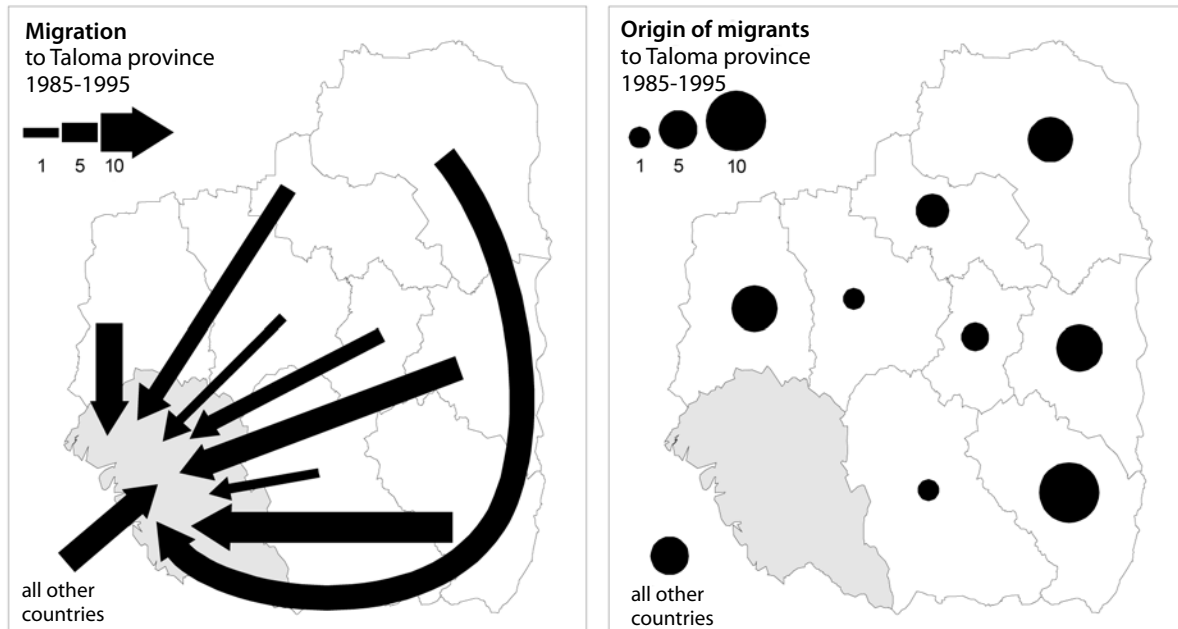 Migration
to Taloma province
1985-1995
1 5 10
all other
countries
Origin of migrants
to Taloma province
1985-1995
1 5 10
all other
countries